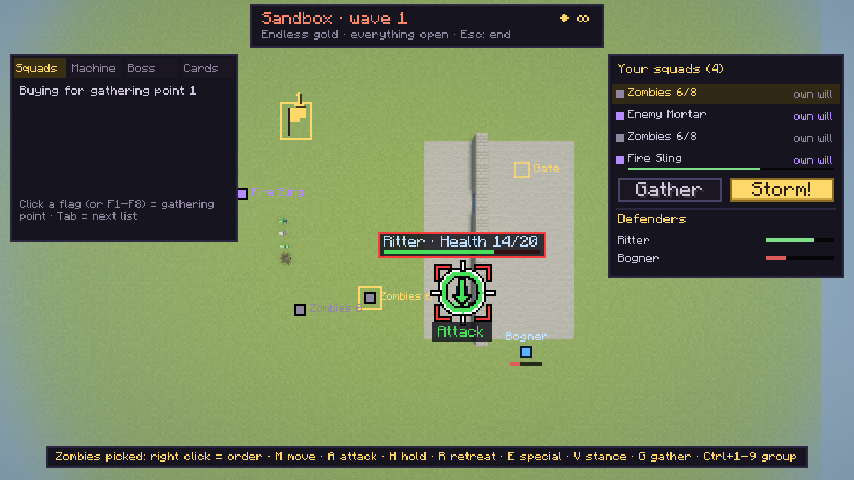 Sandbox · wave 1
∞
Endless gold · everything open · Esc: end
Squads Machine Boss Cards
Buying for gathering point 1
Click a flag (or F1-F8) = gathering
point · Tab = next list
Your squads (4)
Zombies 6/8 own will
Enemy Mortar own will
Zombies 6/8 own will
Fire Sling own will
Gather Storm!
Defenders
Ritter
Bogner
Gate
Fire Sling
Ritter · Health 14/20
Zombies
Zombies
Attack
Bogner
Zombies picked: right click = order · M move · A attack · H hold · R retreat · E special · V stance · G gather · Ctrl+1-9 group